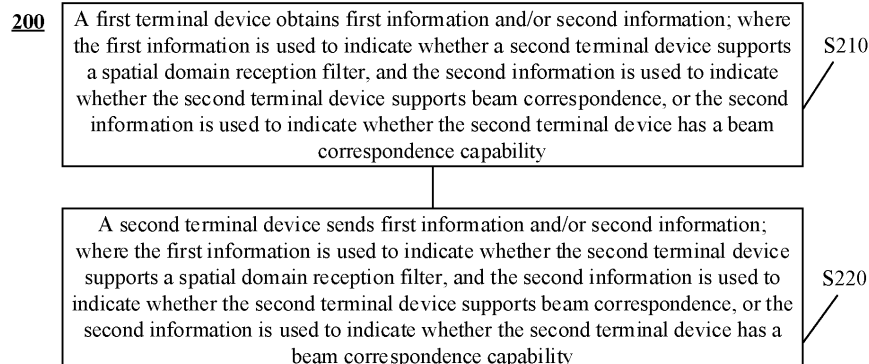 200
A first terminal device obtains first information and/or second information; where
the first information is used to indicate whether a second terminal device supports
a spatial domain reception filter, and the second information is used to indicate
whether the second terminal device supports beam correspondence, or the second
information is used to indicate whether the second terminal device has a beam
correspondence capability
S210
A second terminal device sends first information and/or second information;
where the first information is used to indicate whether the second terminal device
supports a spatial domain reception filter, and the second information is used to
indicate whether the second terminal device supports beam correspondence, or the
second information is used to indicate whether the second terminal device has a
beam correspondence capability
S220